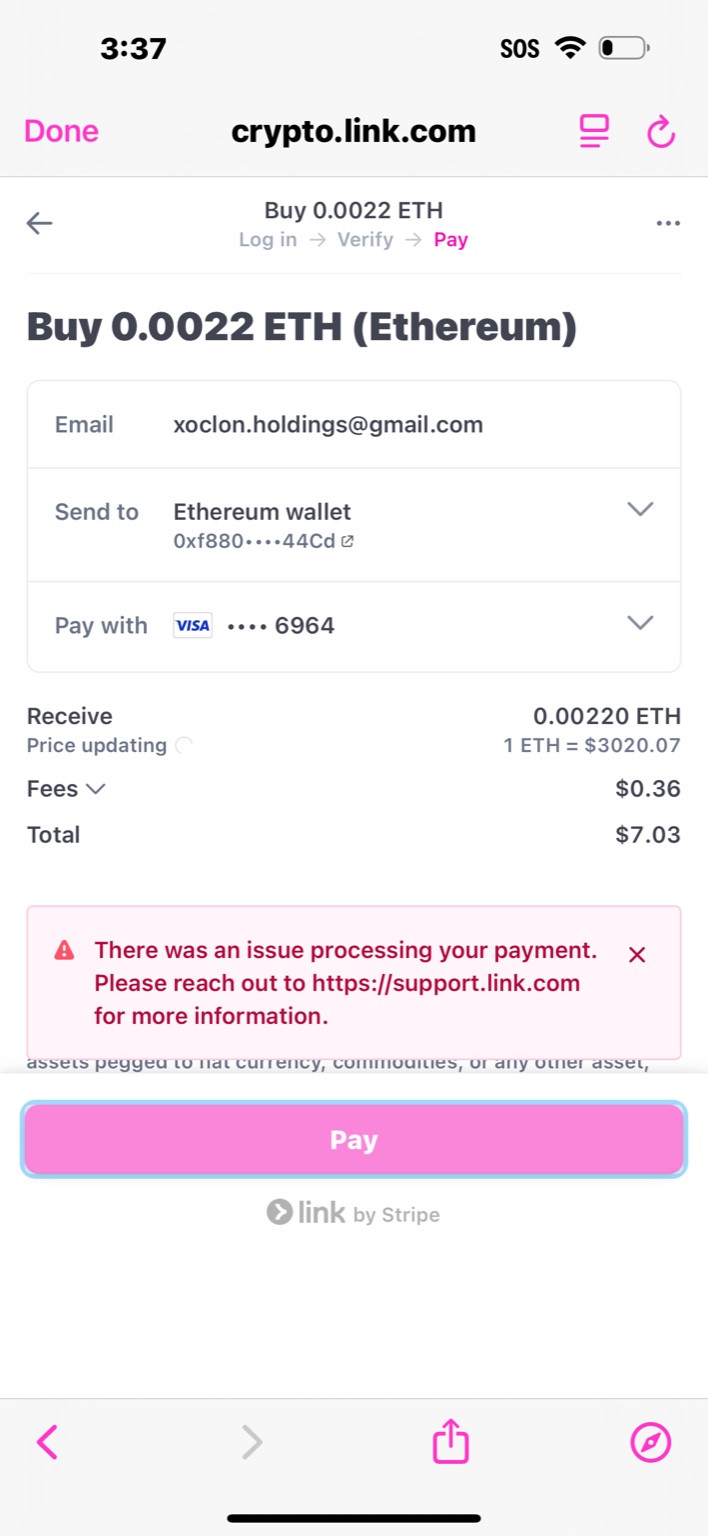 3:37 SOS
Done crypto.link.com
Buy 0.0022 ETH
Log in → Verify → Pay
Buy 0.0022 ETH (Ethereum)
Email xoclon.holdings@gmail.com
Send to Ethereum wallet
0xf880••••44Cd
Pay with VISA •••• 6964
Receive 0.00220 ETH
Price updating 1 ETH = $3020.07
Fees $0.36
Total $7.03
There was an issue processing your payment.
Please reach out to https://support.link.com
for more information.
assets pegged to fiat currency, commodities, or any other asset,
Pay
link by Stripe